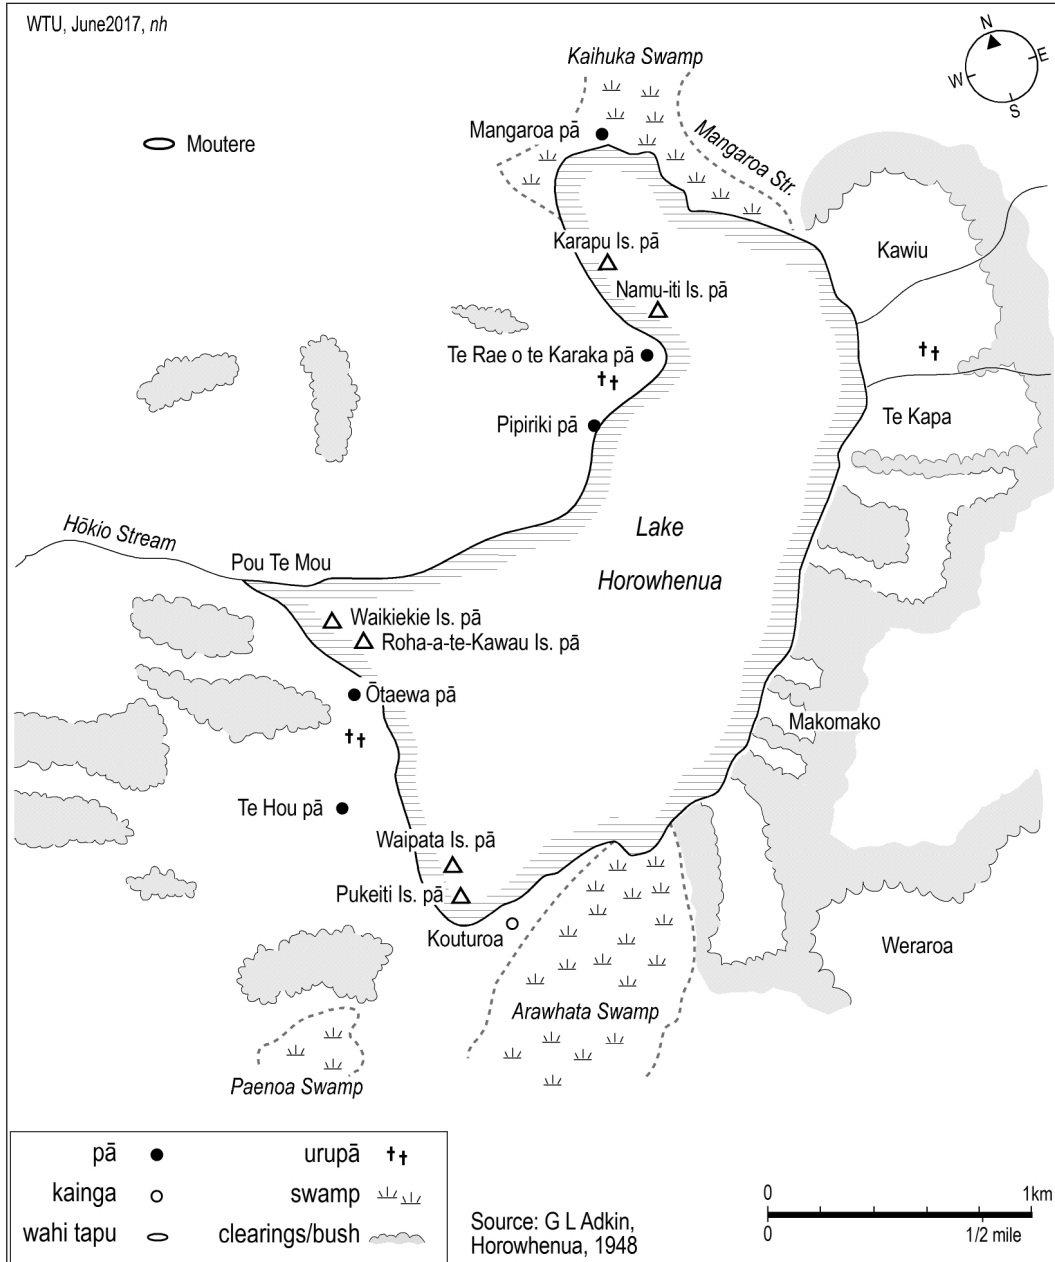 WTU, June2017, nh
N
E
W
S
Kaihuka Swamp
Mangaroa pā
Mangaroa Str.
Moutere
Karapu Is. pā
Kawiu
Namu-iti Is. pā
Te Rae o te Karaka pā
Te Kapa
Pipiriki pā
Hōkio Stream
Lake
Horowhenua
Pou Te Mou
Waikiekie Is. pā
Roha-a-te-Kawau Is. pā
Ōtaewa pā
Makomako
Te Hou pā
Waipata Is. pā
Pukeiti Is. pā
Kouturoa
Weraroa
Arawhata Swamp
Paenoa Swamp
pā
urupā
kainga
swamp
wahi tapu
clearings/bush
Source: G L Adkin,
Horowhenua, 1948
0 1km
0 1/2 mile